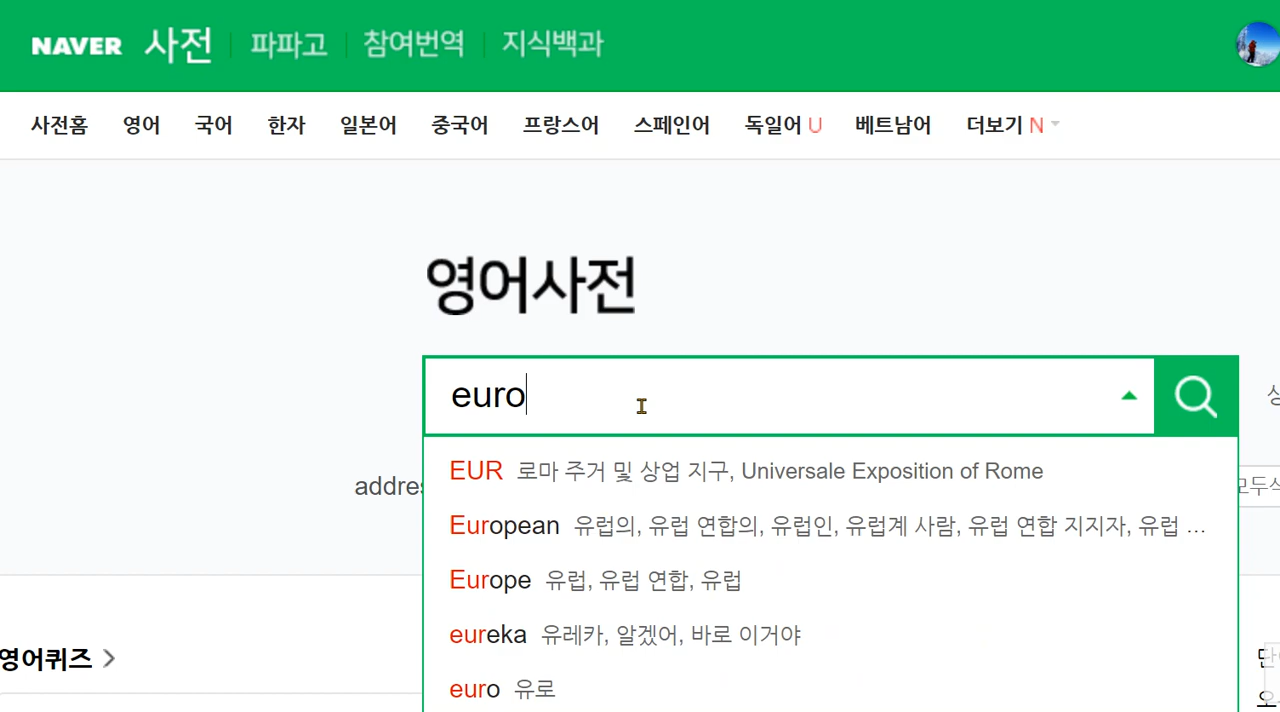 NAVER 사전 파파고 참여번역 지식백과
사전홈 영어 국어 한자 일본어 중국어 프랑스어 스페인어 독일어 U 베트남어 더보기 N
영어사전
euro
EUR 로마 주거 및 상업 지구, Universale Exposition of Rome
addre
European 유럽의, 유럽 연합의, 유럽인, 유럽계 사람, 유럽 연합 지지자, 유럽 ...
Europe 유럽, 유럽 연합, 유럽
eureka 유레카, 알겠어, 바로 이거야
영어퀴즈
euro 유로